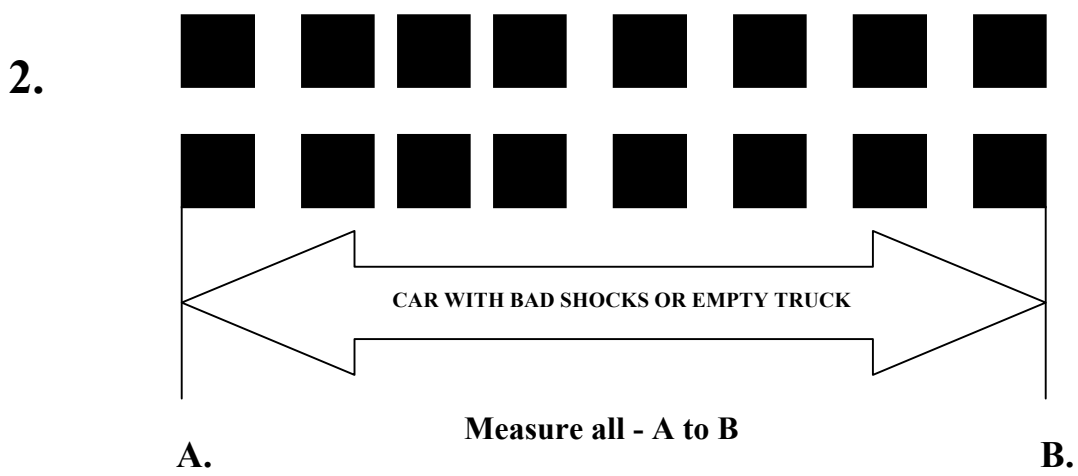 2.
CAR WITH BAD SHOCKS OR EMPTY TRUCK
Measure all - A to B
A.
B.